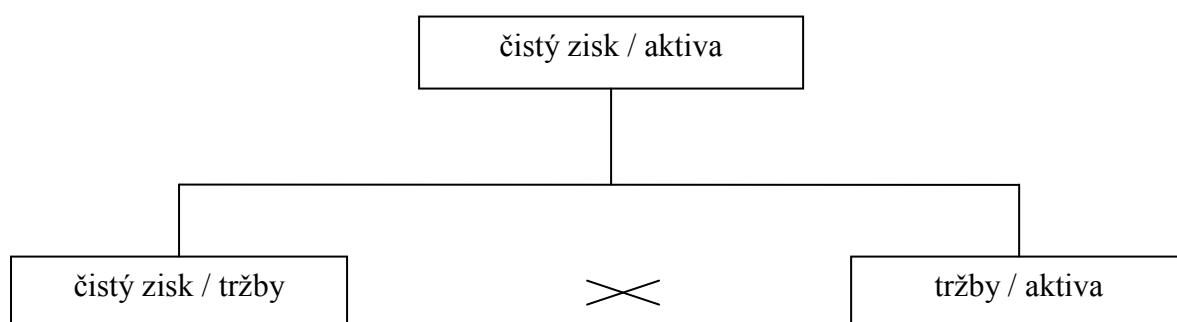 čistý zisk / aktiva
čistý zisk / tržby
tržby / aktiva